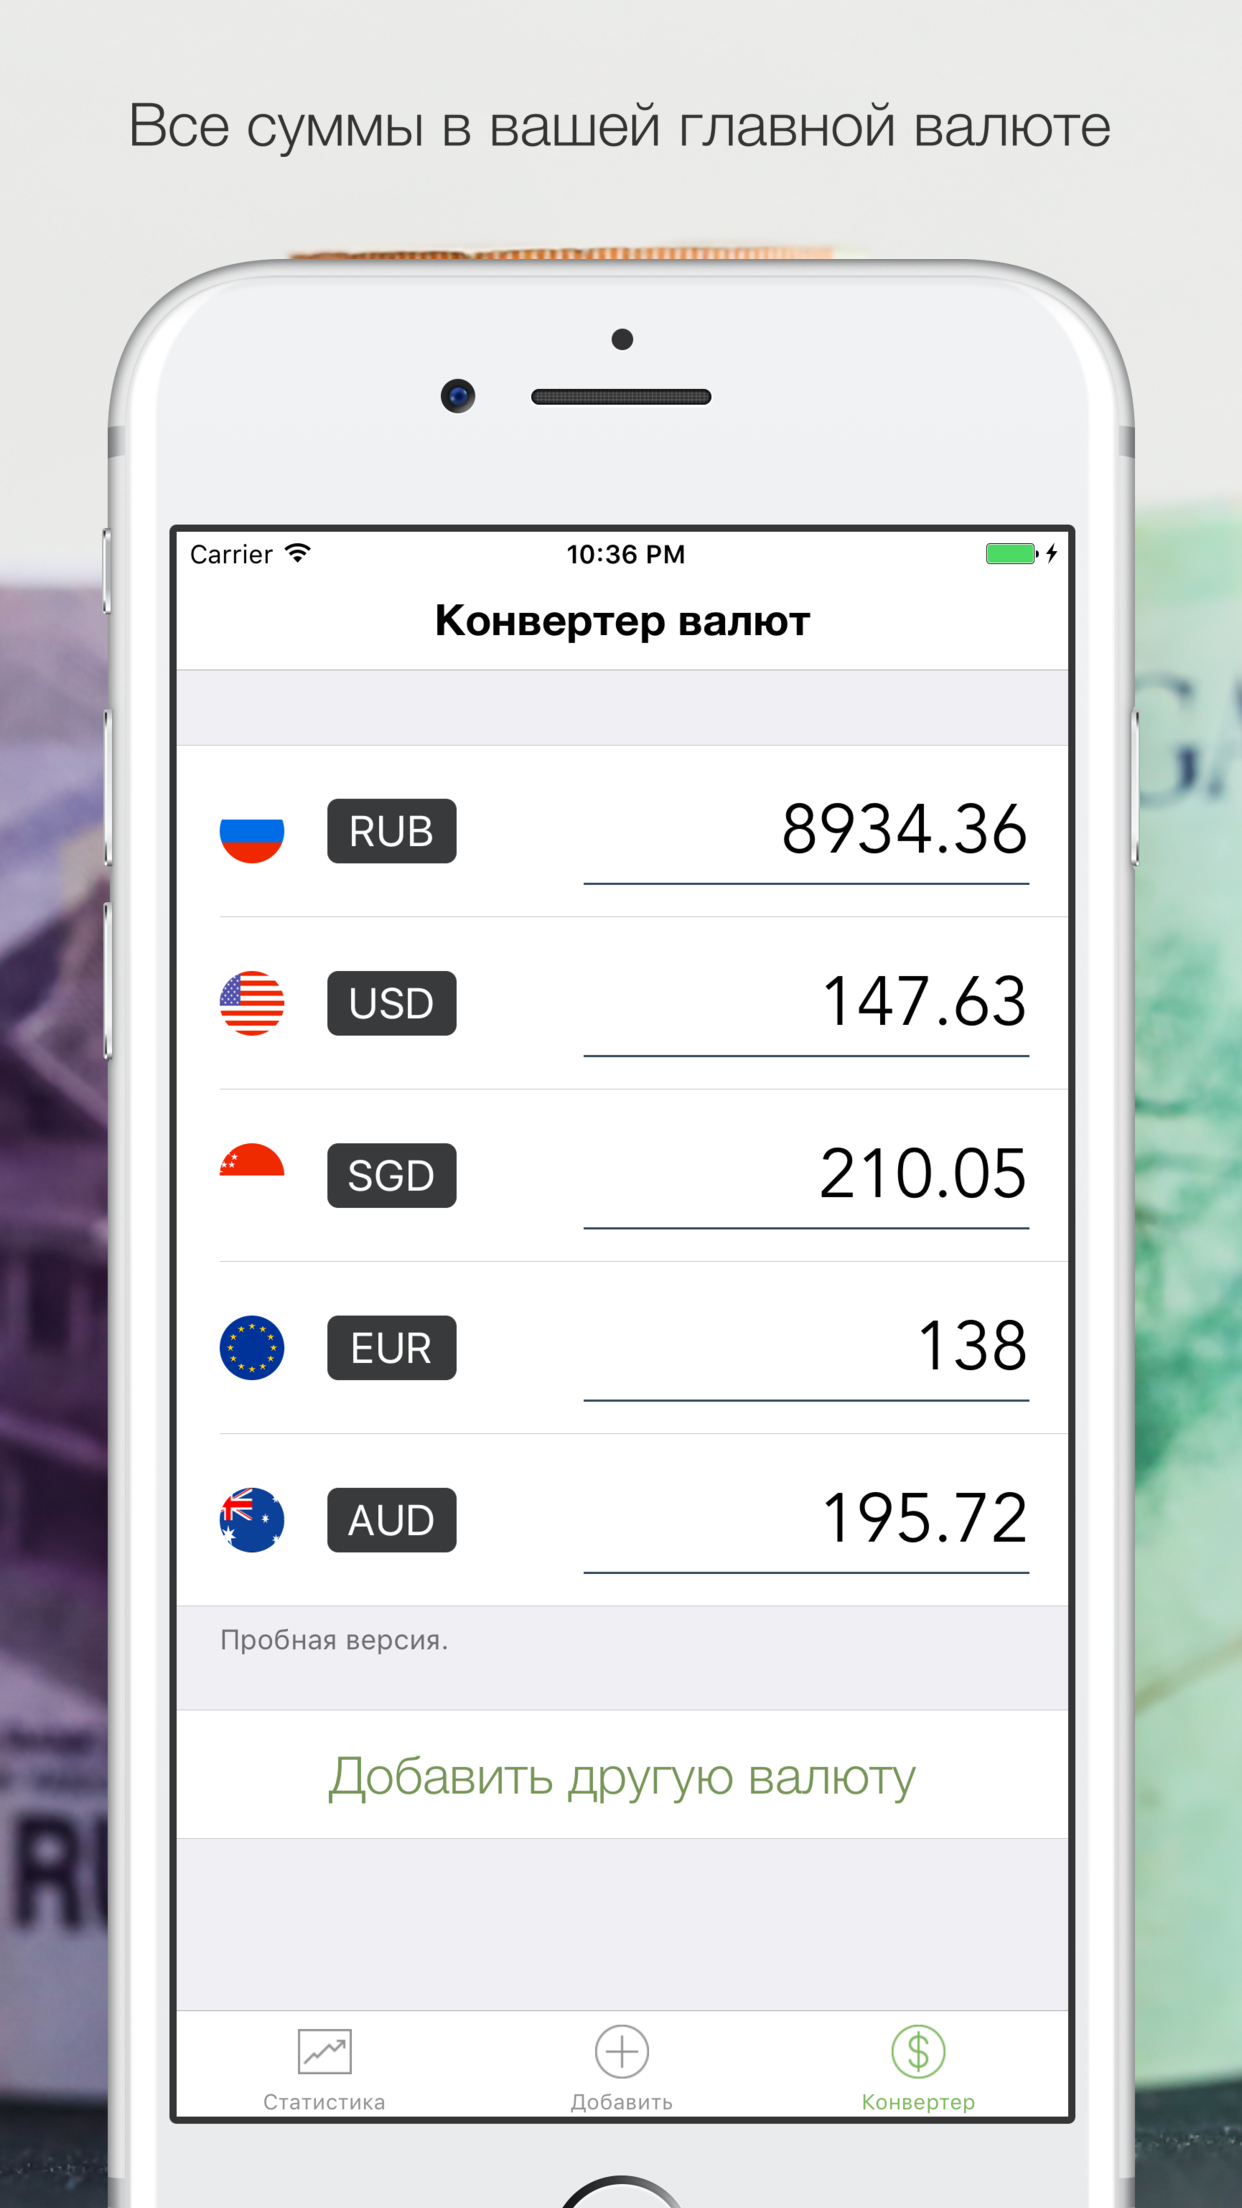 Все суммы в вашей главной валюте
Carrier 10:36 PM
Конвертер валют
RUB 8934.36
USD 147.63
SGD 210.05
EUR 138
AUD 195.72
Пробная версия.
Добавить другую валюту
Статистика Добавить Конвертер